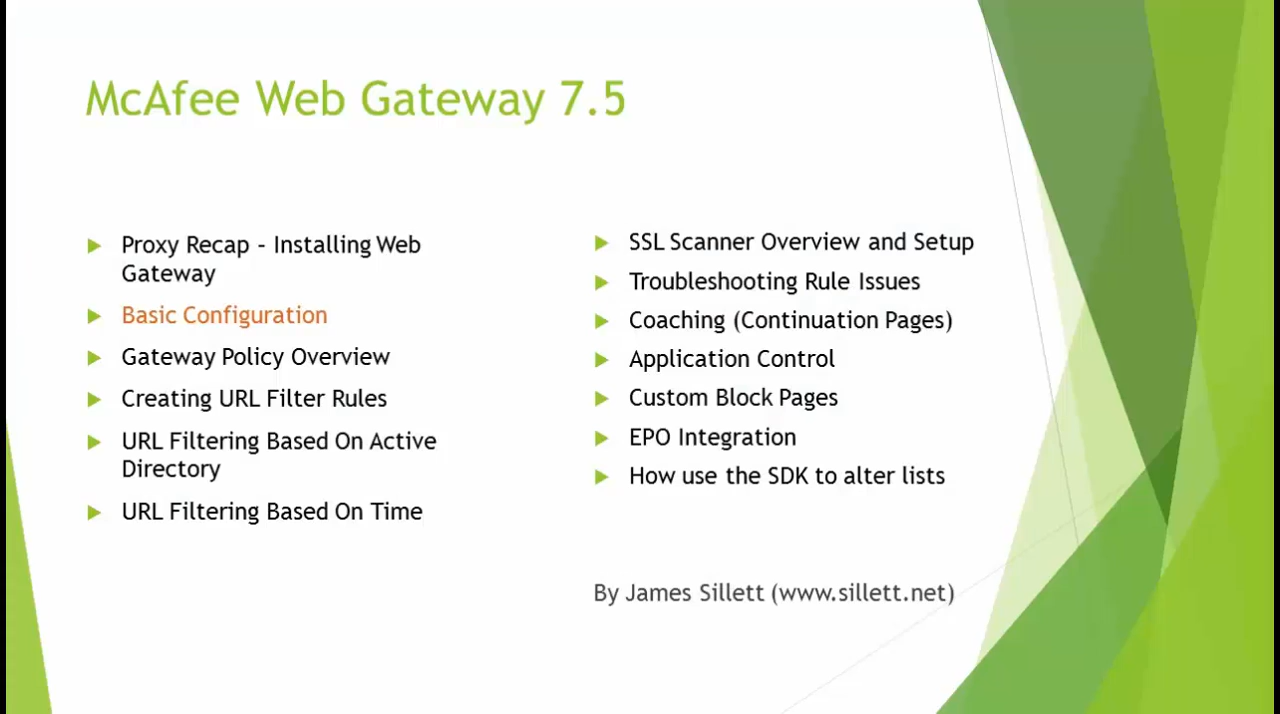 McAfee Web Gateway 7.5
Proxy Recap – Installing Web
Gateway
Basic Configuration
Gateway Policy Overview
Creating URL Filter Rules
URL Filtering Based On Active
Directory
URL Filtering Based On Time
SSL Scanner Overview and Setup
Troubleshooting Rule Issues
Coaching (Continuation Pages)
Application Control
Custom Block Pages
EPO Integration
How use the SDK to alter lists
By James Sillett (www.sillett.net)